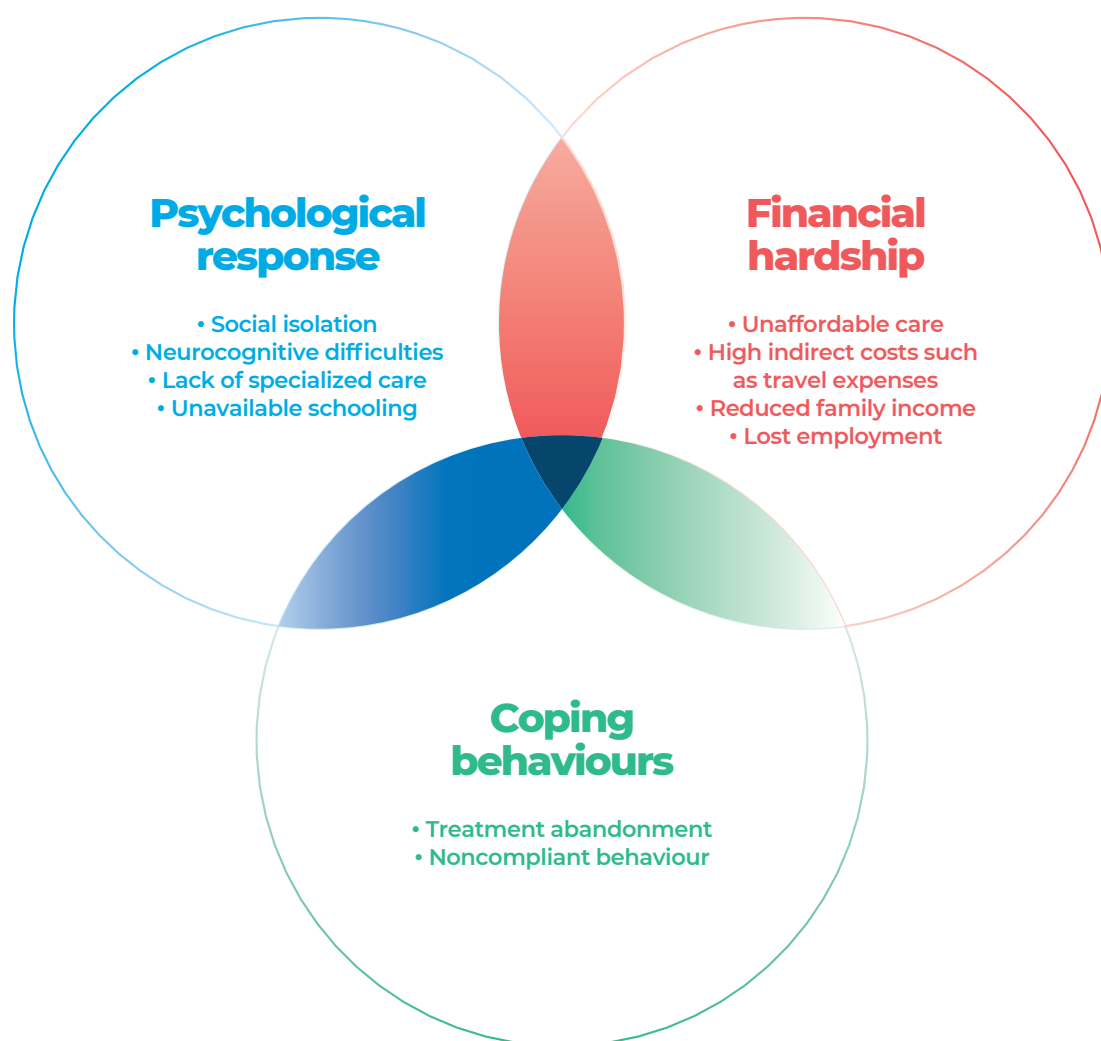 Psychological
response
• Social isolation
• Neurocognitive difficulties
• Lack of specialized care
• Unavailable schooling
Financial
hardship
• Unaffordable care
• High indirect costs such
as travel expenses
• Reduced family income
• Lost employment
Coping
behaviours
• Treatment abandonment
• Noncompliant behaviour